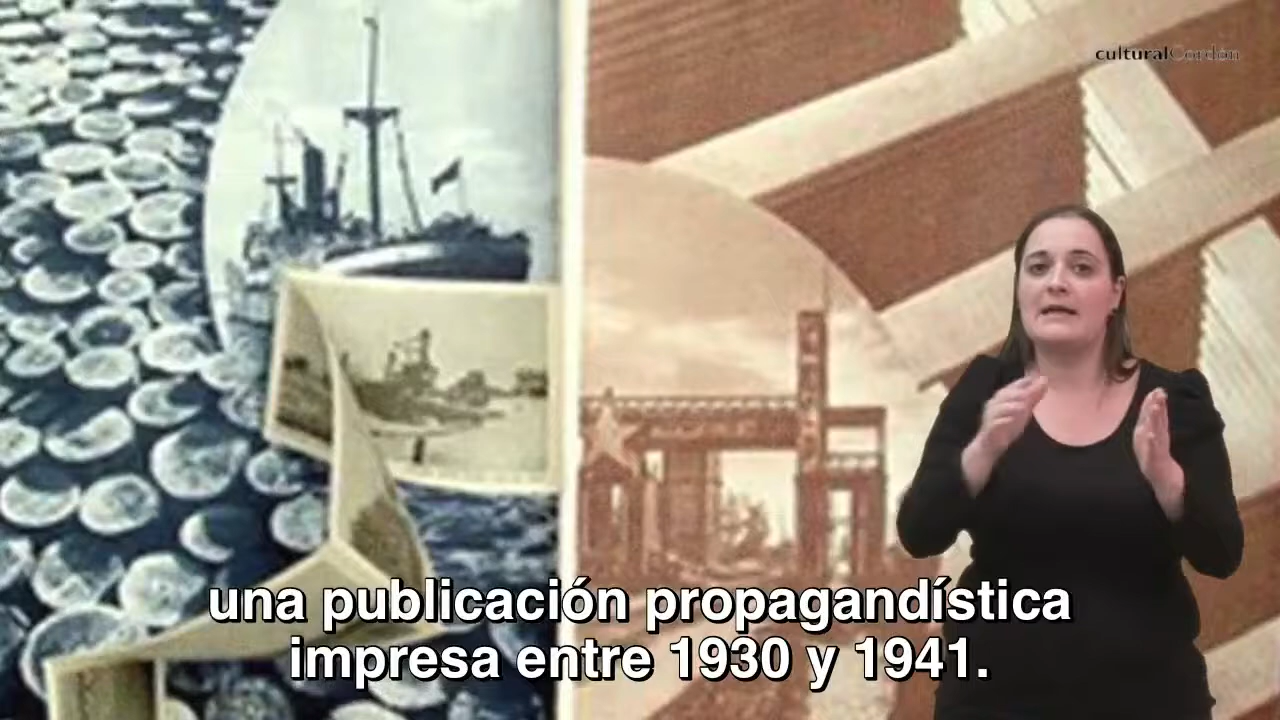 culturalCordón
una publicación propagandística
impresa entre 1930 y 1941.